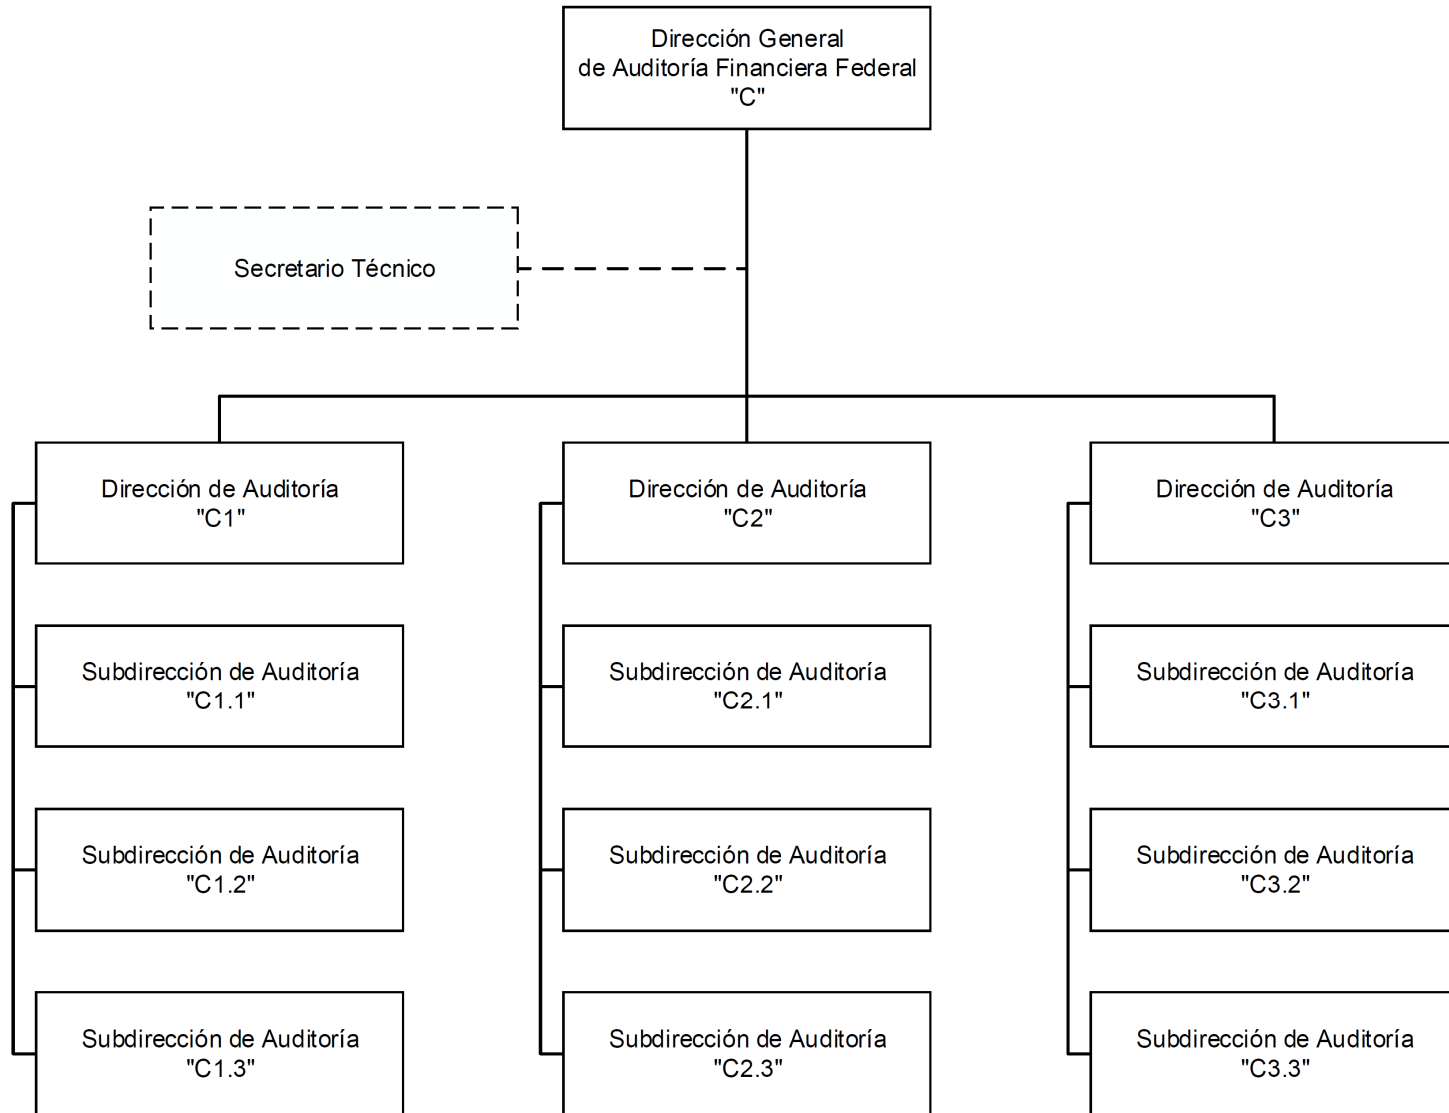 Dirección General
de Auditoría Financiera Federal
"C"
Secretario Técnico
Dirección de Auditoría
"C1"
Dirección de Auditoría
"C2"
Dirección de Auditoría
"C3"
Subdirección de Auditoría
"C1.1"
Subdirección de Auditoría
"C2.1"
Subdirección de Auditoría
"C3.1"
Subdirección de Auditoría
"C1.2"
Subdirección de Auditoría
"C2.2"
Subdirección de Auditoría
"C3.2"
Subdirección de Auditoría
"C1.3"
Subdirección de Auditoría
"C2.3"
Subdirección de Auditoría
"C3.3"